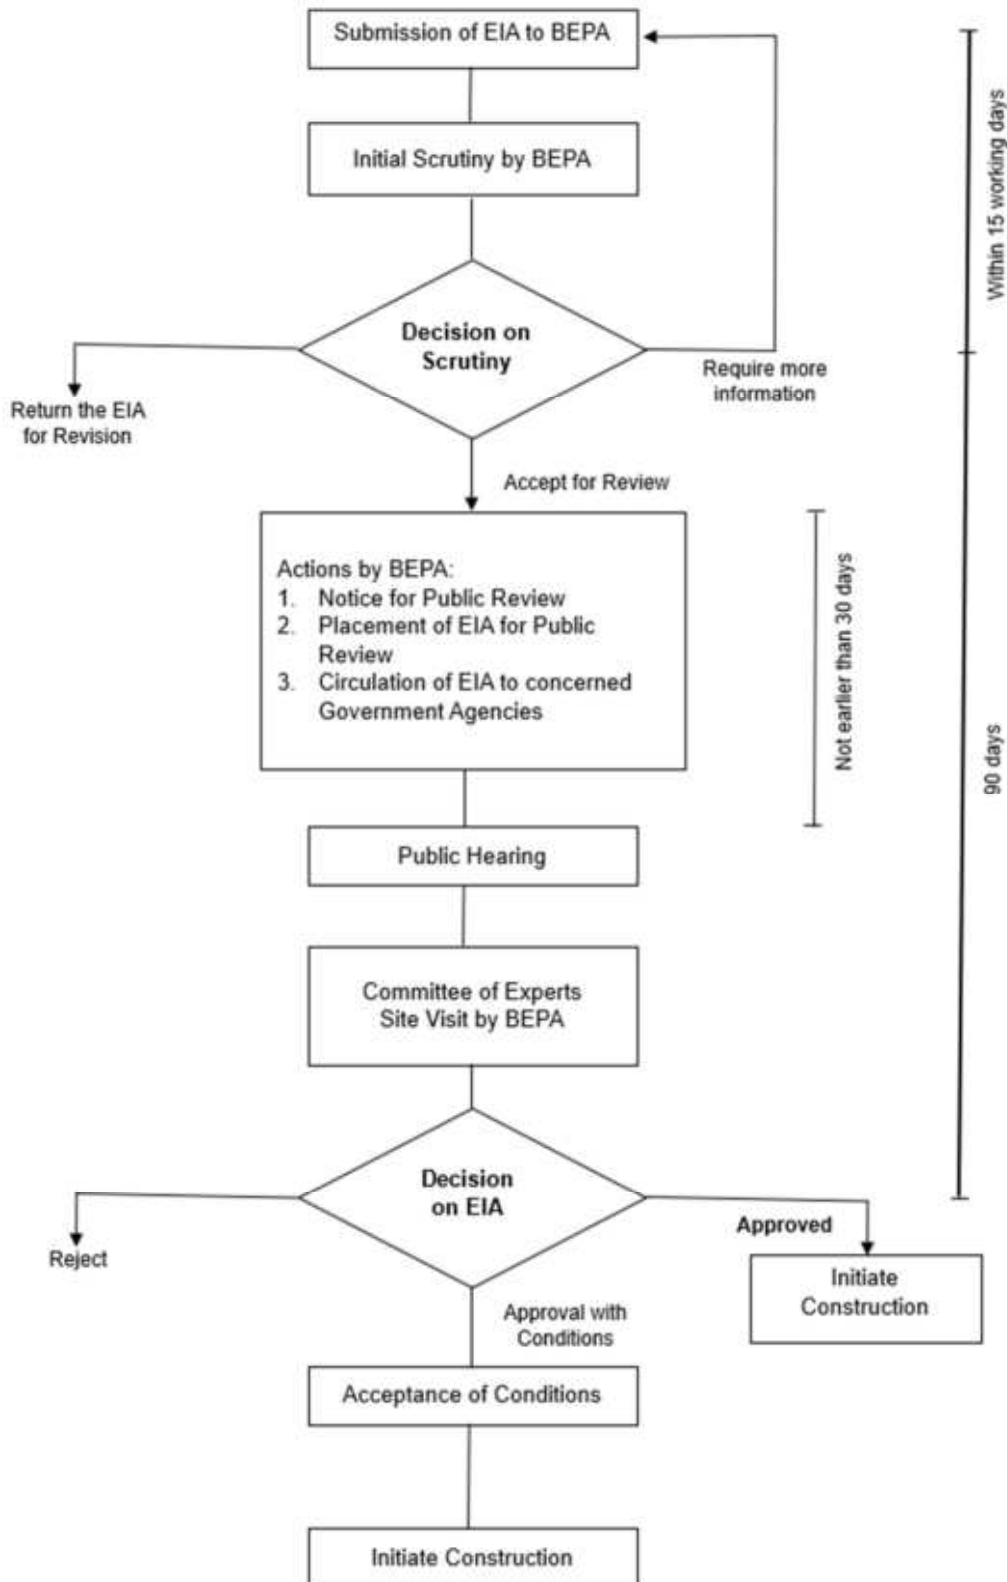 Submission of EIA to BEPA
Within 15 working days
Initial Scrutiny by BEPA
Decision on
Scrutiny
Require more
information
Return the EIA
for Revision
Accept for Review
Actions by BEPA:
1. Notice for Public Review
2. Placement of EIA for Public
Review
3. Circulation of EIA to concerned
Government Agencies
Not earlier than 30 days
90 days
Public Hearing
Committee of Experts
Site Visit by BEPA
Decision
on EIA
Approved
Reject
Initiate
Construction
Approval with
Conditions
Acceptance of Conditions
Initiate Construction